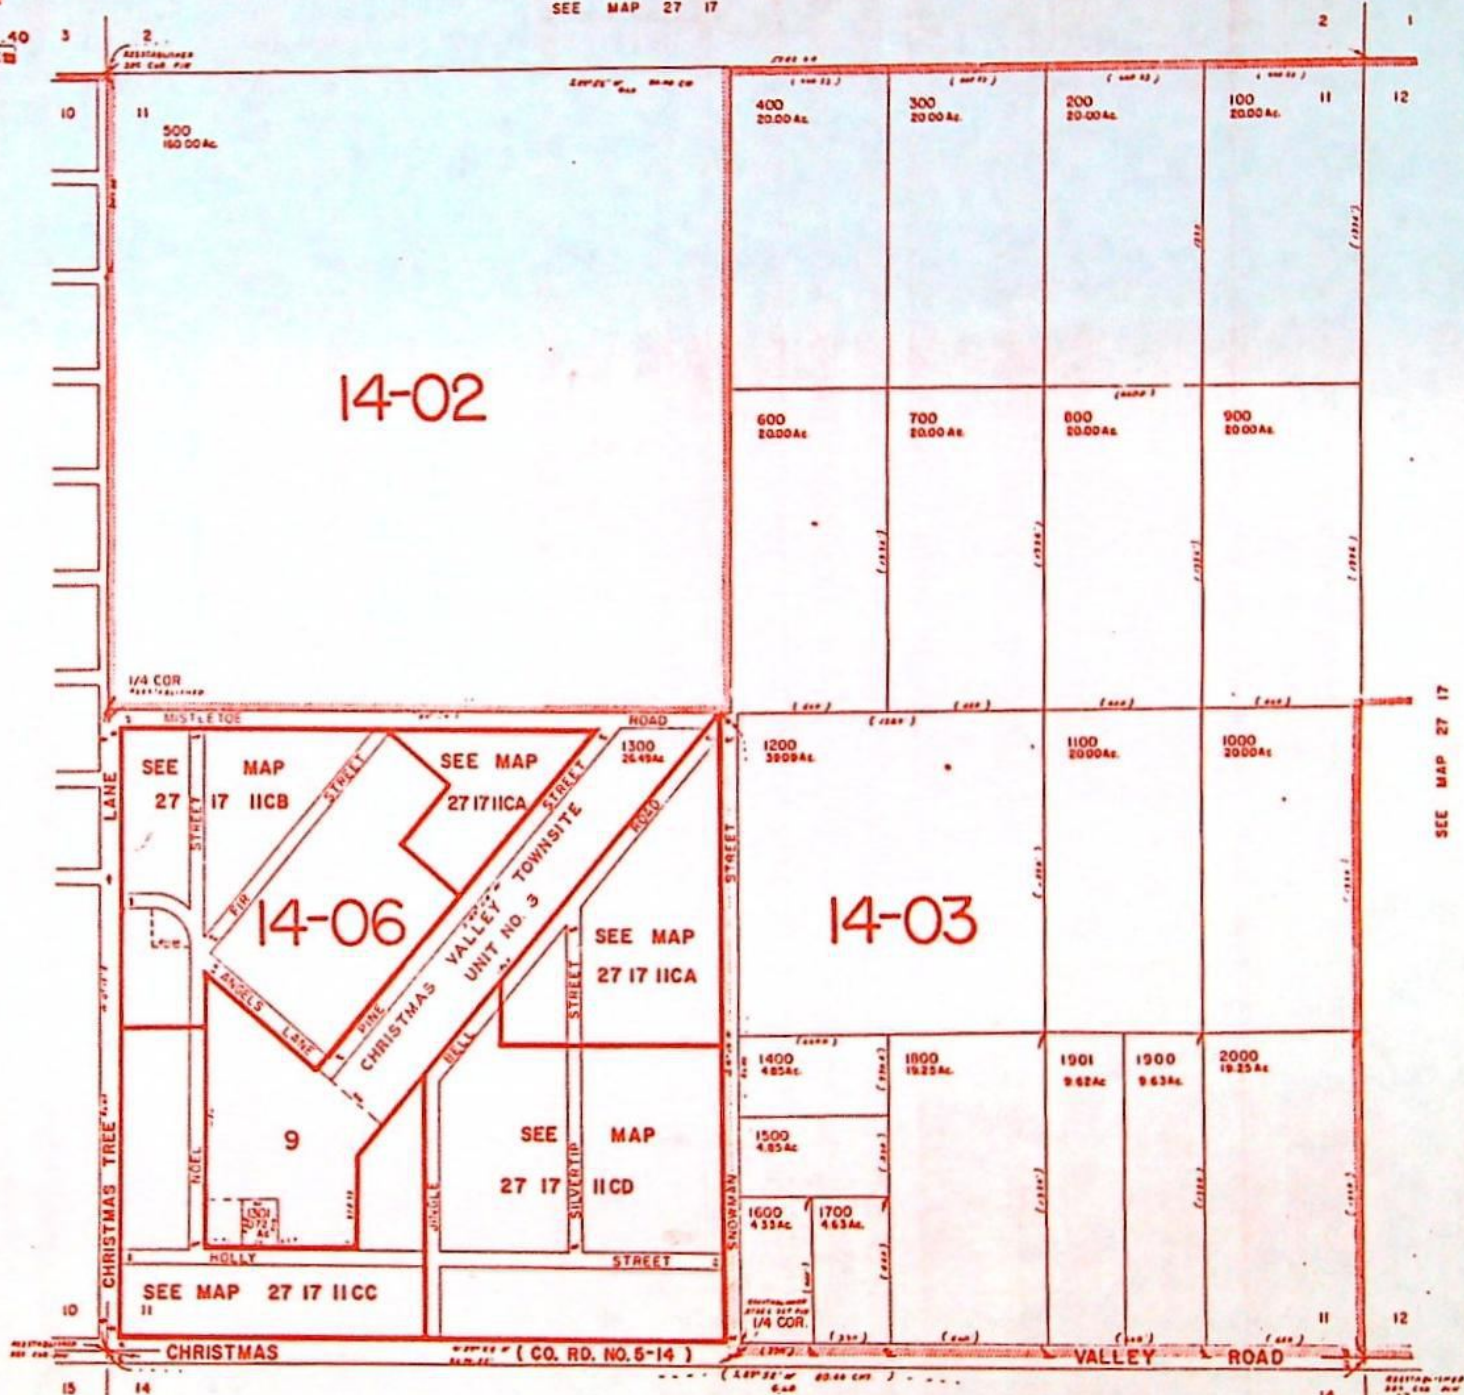 SEE MAP 27 17
.40
3
2
2
1
10
11
500
160.00 Ac.
400
20.00 Ac.
300
20.00 Ac.
200
20.00 Ac.
100
20.00 Ac.
11
12
14-02
600
20.00 Ac.
700
20.00 Ac.
800
20.00 Ac.
900
20.00 Ac.
1/4 COR
REESTABLISHED
MISTLETOE
ROAD
SEE MAP
27 17 11CB
STREET
FIR
STREET
SEE MAP
27 17 11CA
STREET
PINE
1300
26.49 Ac.
ROAD
BELL
JINGLE
1200
39.09 Ac.
1100
20.00 Ac.
1000
20.00 Ac.
SEE MAP 27 17
LANE
CHRISTMAS TREE
14-06
CHRISTMAS VALLEY TOWNSITE
UNIT NO. 3
STREET
SNOWMAN
14-03
SEE MAP
27 17 11CA
ANGELS
LANE
STREET
SILVERTIP
NOEL
9
SEE MAP
27 17 11CD
1400
4.85 Ac.
1500
4.85 Ac.
1600
4.33 Ac.
1700
4.63 Ac.
1800
19.25 Ac.
1901
9.62 Ac
1900
9.63 Ac.
2000
19.25 Ac.
1301
HOLLY
STREET
SEE MAP 27 17 11CC
1/4 COR.
10
11
11
12
CHRISTMAS
( CO. RD. NO. 5-14 )
VALLEY ROAD
15
14